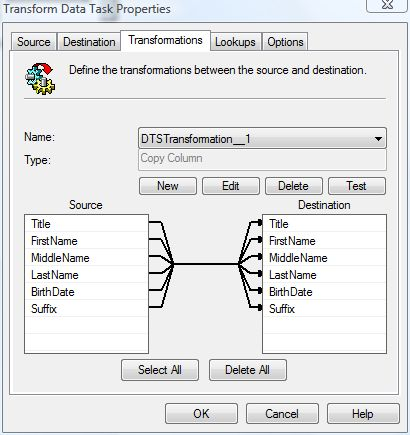 Transform Data Task Properties
Source Destination Transformations Lookups Options
Define the transformations between the source and destination.
Name: DTSTransformation__1
Type: Copy Column
New Edit Delete Test
Source Destination
Title Title
FirstName FirstName
MiddleName MiddleName
LastName LastName
BirthDate BirthDate
Suffix Suffix
Select All Delete All
OK Cancel Help